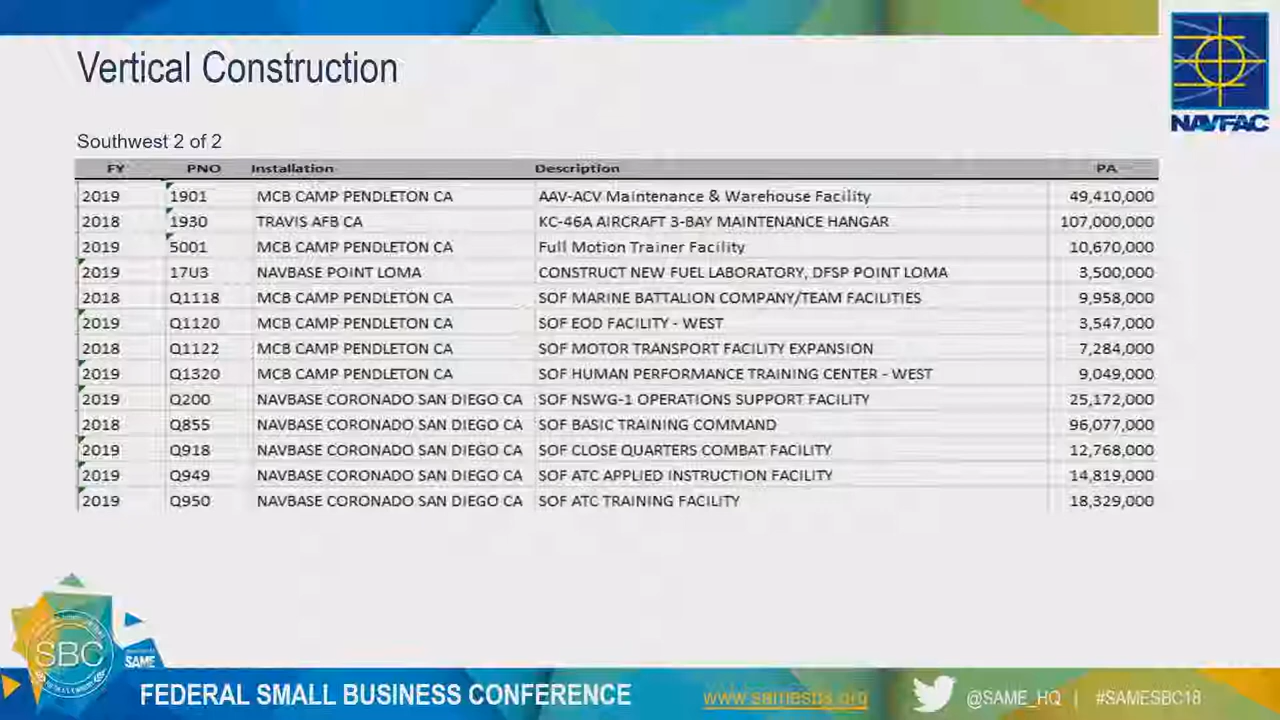 Vertical Construction
NAVFAC
Southwest 2 of 2
FY PNO Installation Description PA
2019 1901 MCB CAMP PENDLETON CA AAV-ACV Maintenance & Warehouse Facility 49,410,000
2018 1930 TRAVIS AFB CA KC-46A AIRCRAFT 3-BAY MAINTENANCE HANGAR 107,000,000
2019 5001 MCB CAMP PENDLETON CA Full Motion Trainer Facility 10,670,000
2019 17U3 NAVBASE POINT LOMA CONSTRUCT NEW FUEL LABORATORY, DFSP POINT LOMA 3,500,000
2018 Q1118 MCB CAMP PENDLETON CA SOF MARINE BATTALION COMPANY/TEAM FACILITIES 9,958,000
2019 Q1120 MCB CAMP PENDLETON CA SOF EOD FACILITY - WEST 3,547,000
2018 Q1122 MCB CAMP PENDLETON CA SOF MOTOR TRANSPORT FACILITY EXPANSION 7,284,000
2019 Q1320 MCB CAMP PENDLETON CA SOF HUMAN PERFORMANCE TRAINING CENTER - WEST 9,049,000
2019 Q200 NAVBASE CORONADO SAN DIEGO CA SOF NSWG-1 OPERATIONS SUPPORT FACILITY 25,172,000
2018 Q855 NAVBASE CORONADO SAN DIEGO CA SOF BASIC TRAINING COMMAND 96,077,000
2019 Q918 NAVBASE CORONADO SAN DIEGO CA SOF CLOSE QUARTERS COMBAT FACILITY 12,768,000
2019 Q949 NAVBASE CORONADO SAN DIEGO CA SOF ATC APPLIED INSTRUCTION FACILITY 14,819,000
2019 Q950 NAVBASE CORONADO SAN DIEGO CA SOF ATC TRAINING FACILITY 18,329,000
SBC
SAME
FEDERAL SMALL BUSINESS CONFERENCE www.samesbs.org @SAME_HQ | #SAMESBC18